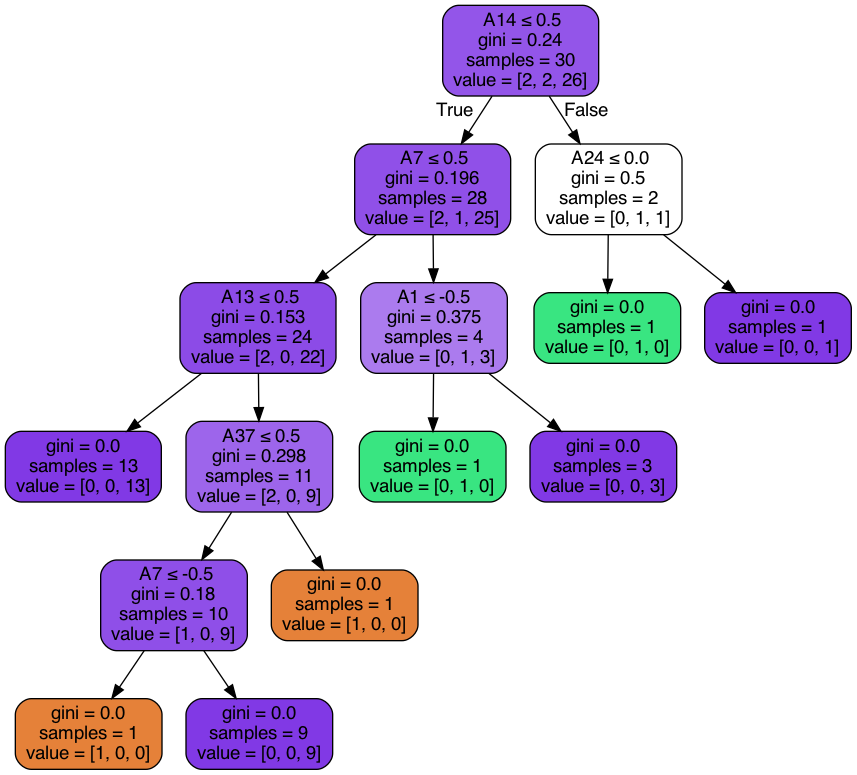 A14 ≤ 0.5
gini = 0.24
samples = 30
value = [2, 2, 26]
True
False
A7 ≤ 0.5
gini = 0.196
samples = 28
value = [2, 1, 25]
A24 ≤ 0.0
gini = 0.5
samples = 2
value = [0, 1, 1]
A13 ≤ 0.5
gini = 0.153
samples = 24
value = [2, 0, 22]
A1 ≤ -0.5
gini = 0.375
samples = 4
value = [0, 1, 3]
gini = 0.0
samples = 1
value = [0, 1, 0]
gini = 0.0
samples = 1
value = [0, 0, 1]
gini = 0.0
samples = 13
value = [0, 0, 13]
A37 ≤ 0.5
gini = 0.298
samples = 11
value = [2, 0, 9]
gini = 0.0
samples = 1
value = [0, 1, 0]
gini = 0.0
samples = 3
value = [0, 0, 3]
A7 ≤ -0.5
gini = 0.18
samples = 10
value = [1, 0, 9]
gini = 0.0
samples = 1
value = [1, 0, 0]
gini = 0.0
samples = 1
value = [1, 0, 0]
gini = 0.0
samples = 9
value = [0, 0, 9]